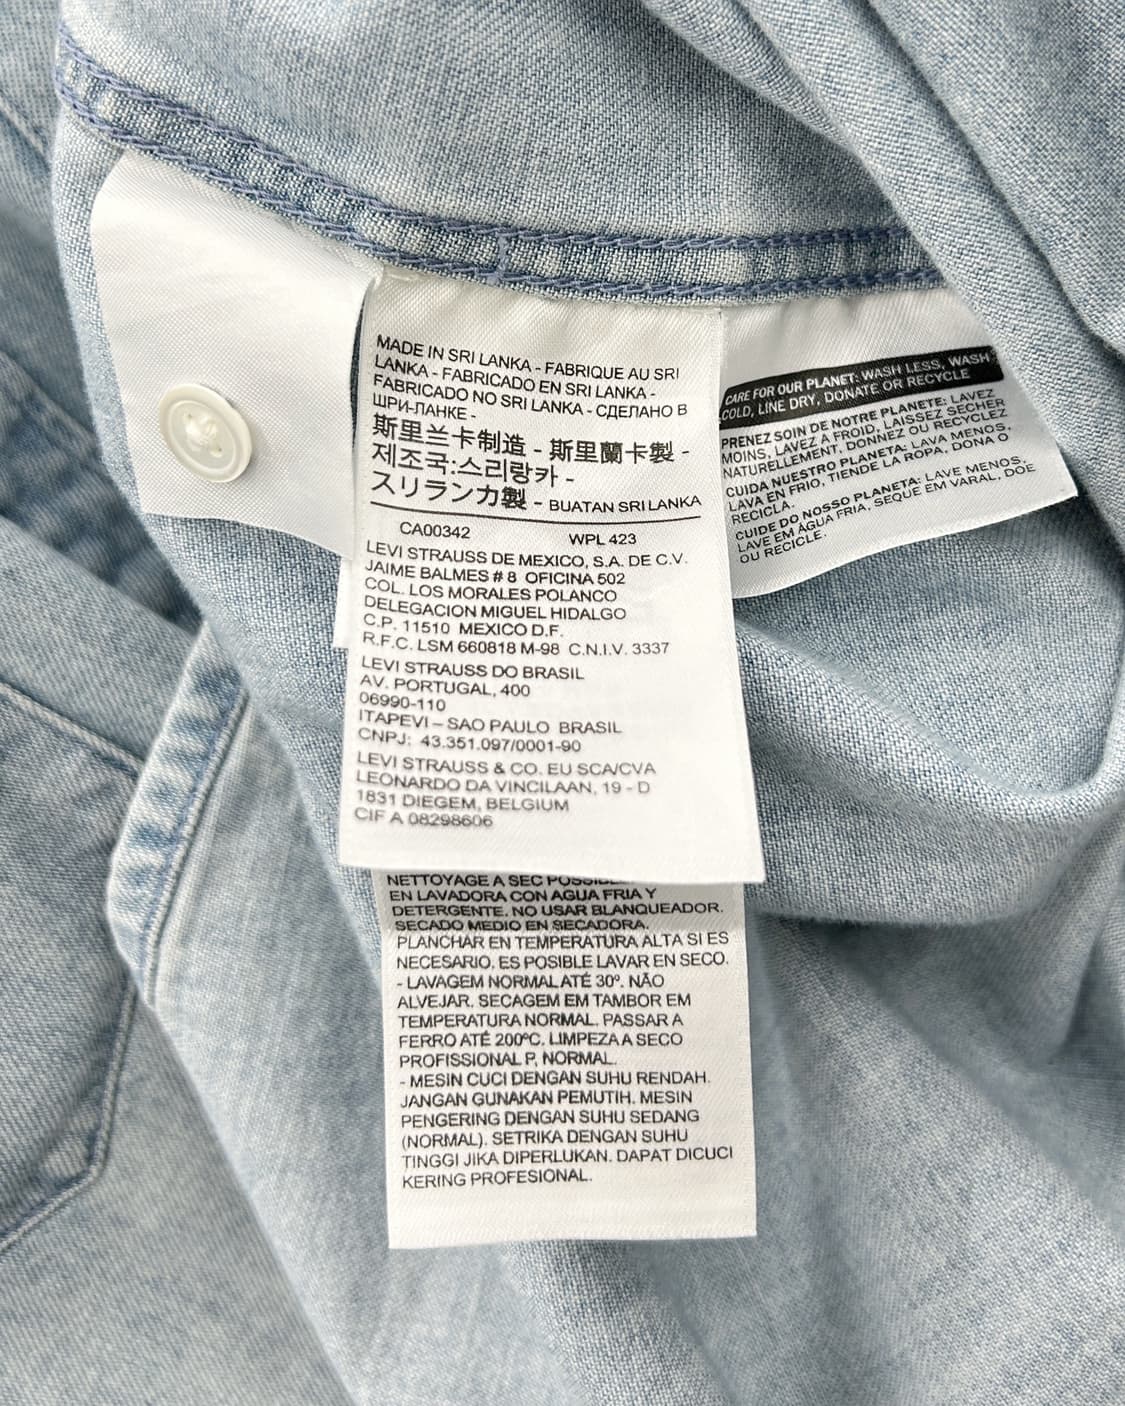 MADE IN SRI LANKA - FABRIQUE AU SRI
LANKA - FABRICADO EN SRI LANKA -
FABRICADO NO SRI LANKA - СДЕЛАНО В
ШРИ-ЛАНКЕ -
斯里兰卡制造 - 斯里蘭卡製 -
제조국:스리랑카 -
スリランカ製 - BUATAN SRI LANKA
CA00342 WPL 423
LEVI STRAUSS DE MEXICO, S.A. DE C.V.
JAIME BALMES # 8 OFICINA 502
COL. LOS MORALES POLANCO
DELEGACION MIGUEL HIDALGO
C.P. 11510 MEXICO D.F.
R.F.C. LSM 660818 M-98 C.N.I.V. 3337
LEVI STRAUSS DO BRASIL
AV. PORTUGAL, 400
06990-110
ITAPEVI – SAO PAULO BRASIL
CNPJ: 43.351.097/0001-90
LEVI STRAUSS & CO. EU SCA/CVA
LEONARDO DA VINCILAAN, 19 - D
1831 DIEGEM, BELGIUM
CIF A 08298606
NETTOYAGE A SEC
EN LAVADORA CON AGUA FRIA Y
DETERGENTE. NO USAR BLANQUEADOR.
SECADO MEDIO EN SECADORA.
PLANCHAR EN TEMPERATURA ALTA SI ES
NECESARIO, ES POSIBLE LAVAR EN SECO.
- LAVAGEM NORMAL ATÉ 30º. NÃO
ALVEJAR. SECAGEM EM TAMBOR EM
TEMPERATURA NORMAL. PASSAR A
FERRO ATÉ 200ºC. LIMPEZA A SECO
PROFISSIONAL P, NORMAL.
- MESIN CUCI DENGAN SUHU RENDAH.
JANGAN GUNAKAN PEMUTIH. MESIN
PENGERING DENGAN SUHU SEDANG
(NORMAL). SETRIKA DENGAN SUHU
TINGGI JIKA DIPERLUKAN. DAPAT DICUCI
KERING PROFESIONAL.
CARE FOR OUR PLANET: WASH LESS, WASH
COLD, LINE DRY, DONATE OR RECYCLE
PRENEZ SOIN DE NOTRE PLANETE: LAVEZ
MOINS, LAVEZ A FROID, LAISSEZ SECHER
NATURELLEMENT, DONNEZ OU RECYCLEZ
CUIDA NUESTRO PLANETA: LAVA MENOS,
LAVA EN FRIO, TIENDE LA ROPA, DONA O
RECICLA.
CUIDE DO NOSSO PLANETA: LAVE MENOS,
LAVE EM ÁGUA FRIA, SEQUE EM VARAL, DOE
OU RECICLE.